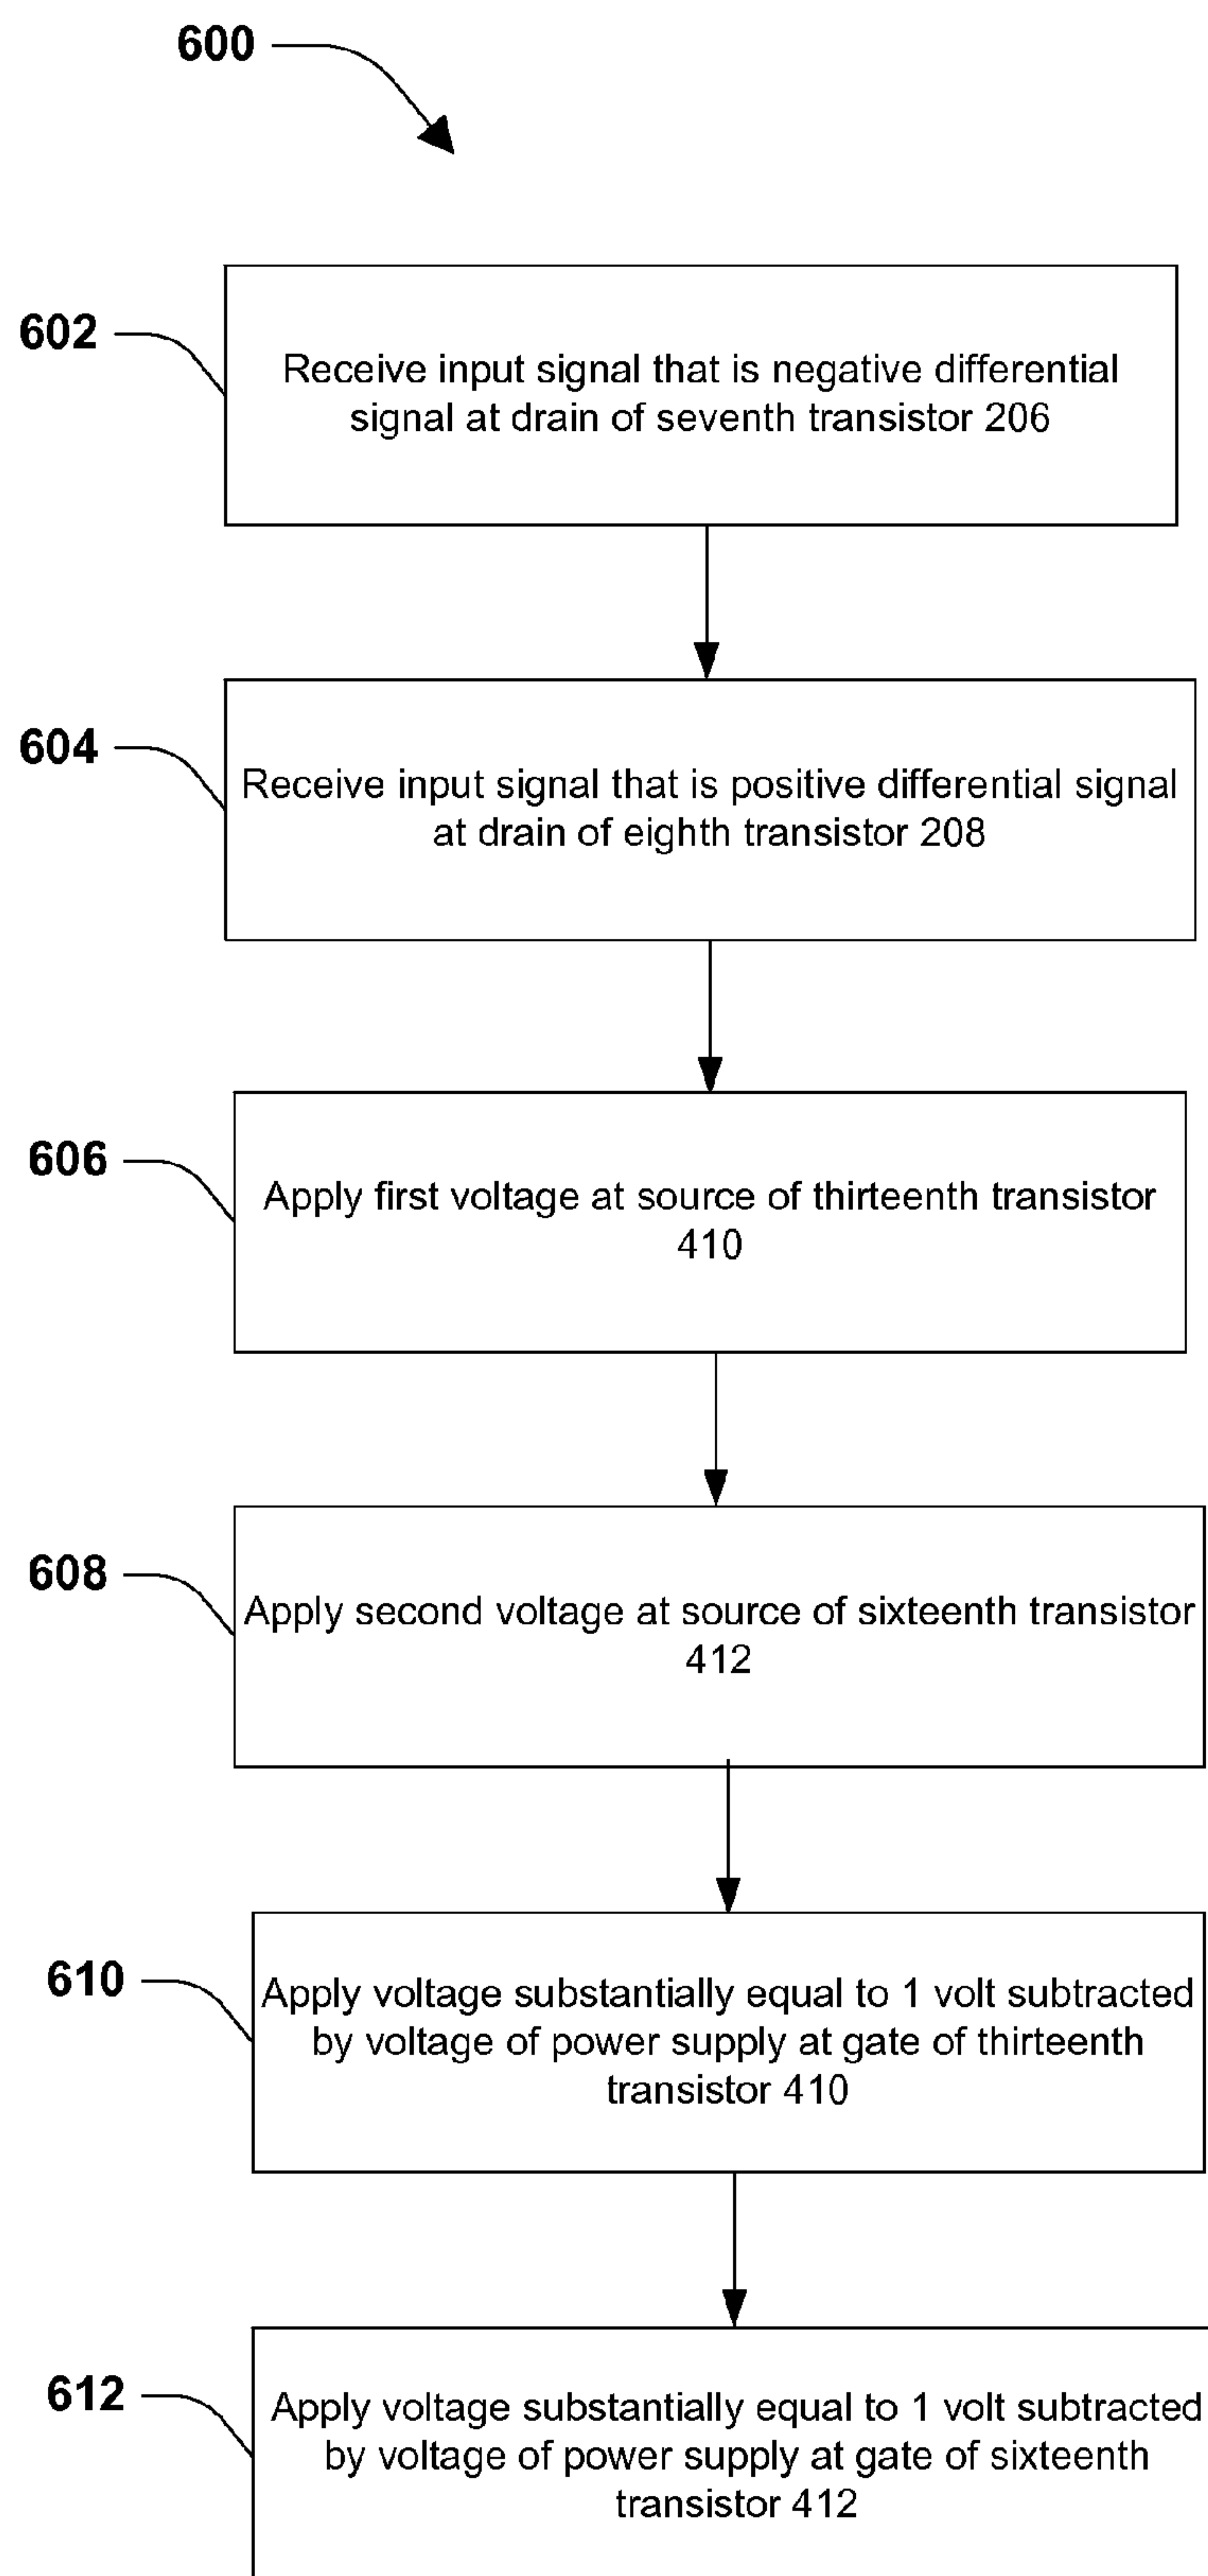 600
602
Receive input signal that is negative differential
signal at drain of seventh transistor 206
604
Receive input signal that is positive differential signal
at drain of eighth transistor 208
606
Apply first voltage at source of thirteenth transistor
410
608
Apply second voltage at source of sixteenth transistor
412
610
Apply voltage substantially equal to 1 volt subtracted
by voltage of power supply at gate of thirteenth
transistor 410
612
Apply voltage substantially equal to 1 volt subtracted
by voltage of power supply at gate of sixteenth
transistor 412